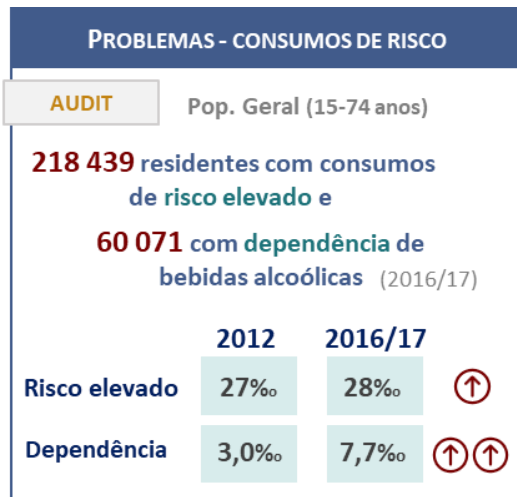 PROBLEMAS - CONSUMOS DE RISCO
AUDIT
Pop. Geral (15-74 anos)
218 439 residentes com consumos
de risco elevado e
60 071 com dependência de
bebidas alcoólicas (2016/17)
2012 2016/17
Risco elevado 27‰ 28‰ ↑
Dependência 3,0‰ 7,7‰ ↑↑